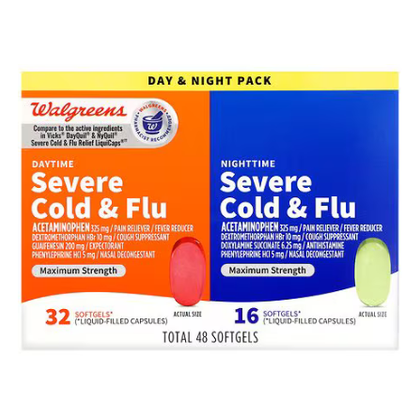 DAY & NIGHT PACK
Walgreens
WALGREENS
PHARMACIST RECOMMENDED
Compare to the active ingredients
in Vicks® DayQuil® & NyQuil®
Severe Cold & Flu Relief LiquiCaps®††
DAYTIME
Severe
Cold & Flu
ACETAMINOPHEN 325 mg / PAIN RELIEVER / FEVER REDUCER
DEXTROMETHORPHAN HBr 10 mg / COUGH SUPPRESSANT
GUAIFENESIN 200 mg / EXPECTORANT
PHENYLEPHRINE HCl 5 mg / NASAL DECONGESTANT
Maximum Strength
32 SOFTGELS*
(*LIQUID-FILLED CAPSULES)
ACTUAL SIZE
NIGHTTIME
Severe
Cold & Flu
ACETAMINOPHEN 325 mg / PAIN RELIEVER / FEVER REDUCER
DEXTROMETHORPHAN HBr 10 mg / COUGH SUPPRESSANT
DOXYLAMINE SUCCINATE 6.25 mg / ANTIHISTAMINE
PHENYLEPHRINE HCl 5 mg / NASAL DECONGESTANT
Maximum Strength
16 SOFTGELS*
(*LIQUID-FILLED CAPSULES)
ACTUAL SIZE
TOTAL 48 SOFTGELS